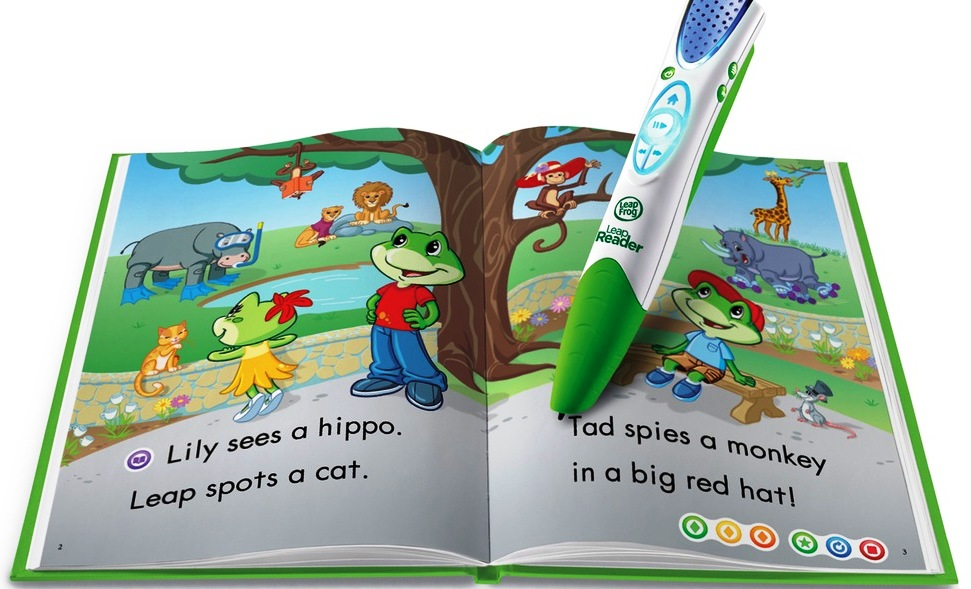 Leap
Frog
Leap
Reader
Lily sees a hippo.
Leap spots a cat.
Tad spies a monkey
in a big red hat!
2
3